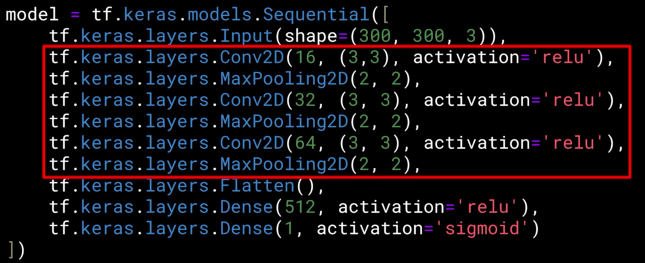 model = tf.keras.models.Sequential([
    tf.keras.layers.Input(shape=(300, 300, 3)),
    tf.keras.layers.Conv2D(16, (3,3), activation='relu'),
    tf.keras.layers.MaxPooling2D(2, 2),
    tf.keras.layers.Conv2D(32, (3, 3), activation='relu'),
    tf.keras.layers.MaxPooling2D(2, 2),
    tf.keras.layers.Conv2D(64, (3, 3), activation='relu'),
    tf.keras.layers.MaxPooling2D(2, 2),
    tf.keras.layers.Flatten(),
    tf.keras.layers.Dense(512, activation='relu'),
    tf.keras.layers.Dense(1, activation='sigmoid')
])